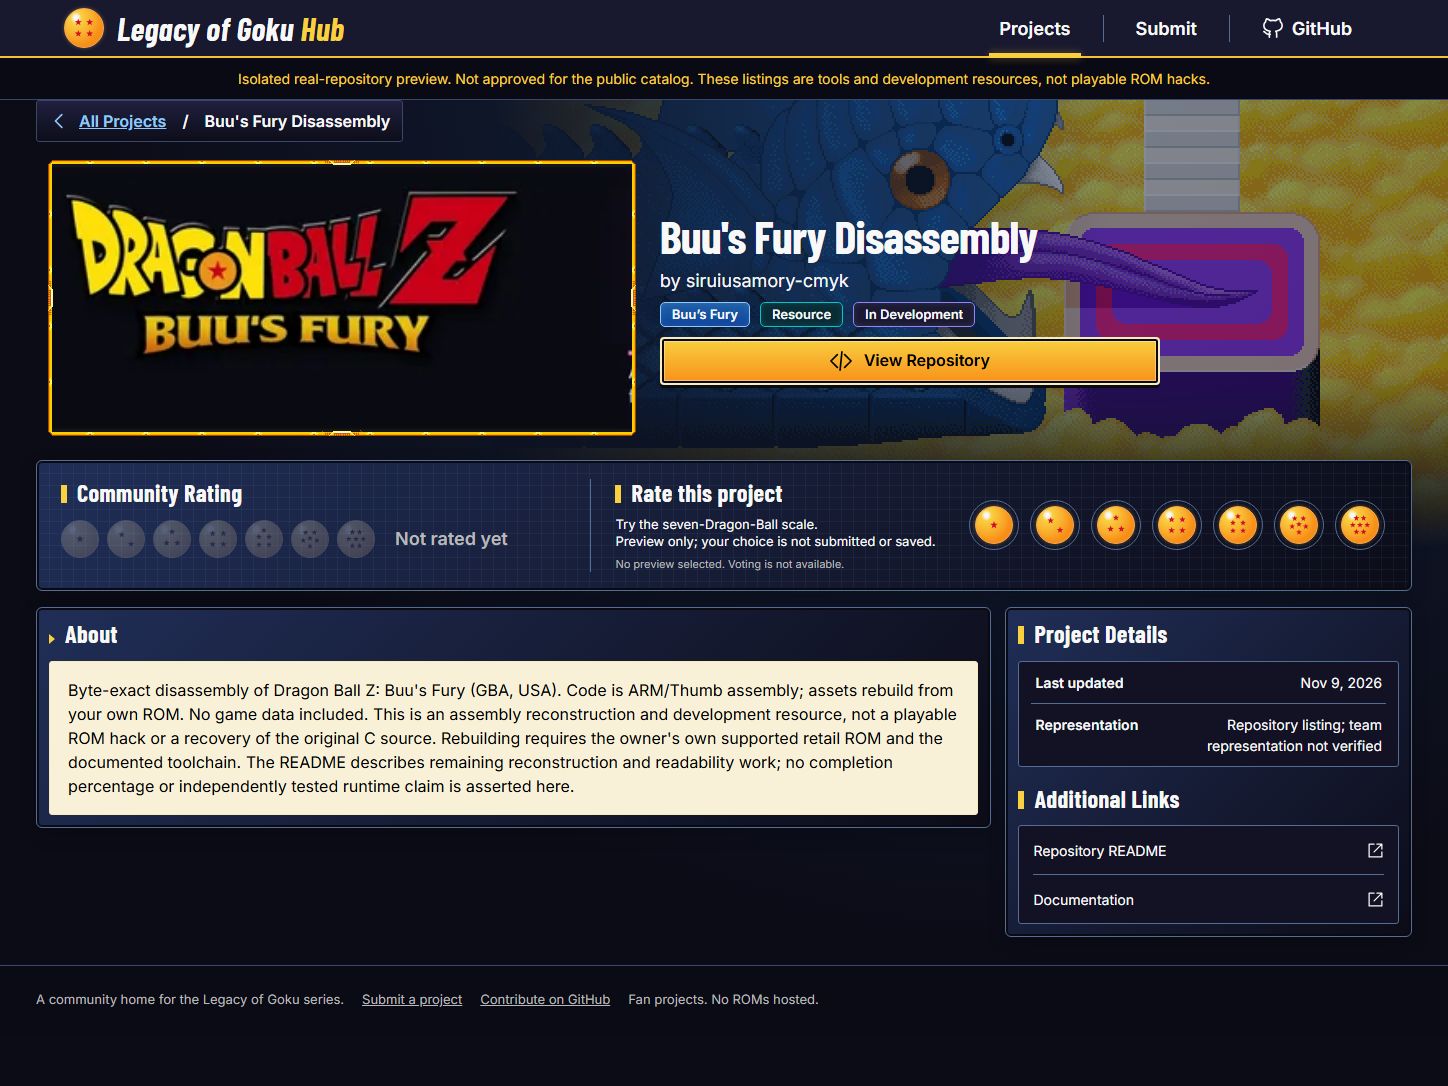 Legacy of Goku Hub
Projects
Submit
GitHub
Isolated real-repository preview. Not approved for the public catalog. These listings are tools and development resources, not playable ROM hacks.
All Projects / Buu's Fury Disassembly
DRAGON BALL Z
BUU'S FURY
Buu's Fury Disassembly
by siruiusamory-cmyk
Buu's Fury
Resource
In Development
View Repository
Community Rating
Not rated yet
Rate this project
Try the seven-Dragon-Ball scale.
Preview only; your choice is not submitted or saved.
No preview selected. Voting is not available.
About
Byte-exact disassembly of Dragon Ball Z: Buu's Fury (GBA, USA). Code is ARM/Thumb assembly; assets rebuild from
your own ROM. No game data included. This is an assembly reconstruction and development resource, not a playable
ROM hack or a recovery of the original C source. Rebuilding requires the owner's own supported retail ROM and the
documented toolchain. The README describes remaining reconstruction and readability work; no completion
percentage or independently tested runtime claim is asserted here.
Project Details
Last updated
Nov 9, 2026
Representation
Repository listing; team
representation not verified
Additional Links
Repository README
Documentation
A community home for the Legacy of Goku series.
Submit a project
Contribute on GitHub
Fan projects. No ROMs hosted.